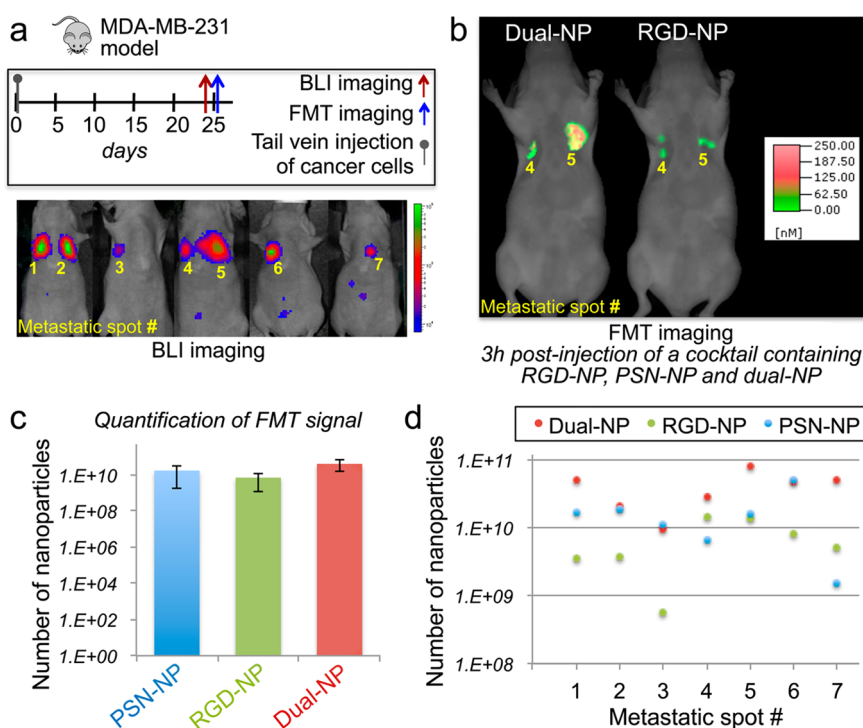 a
MDA-MB-231
model
BLI imaging
FMT imaging
Tail vein injection
of cancer cells
0 5 10 15 20 25
days
1 2 3 4 5 6 7
Metastatic spot #
BLI imaging
b
Dual-NP RGD-NP
4 5 4 5
250.00
187.50
125.00
62.50
0.00
[nM]
Metastatic spot #
FMT imaging
3h post-injection of a cocktail containing
RGD-NP, PSN-NP and dual-NP
c
Quantification of FMT signal
Number of nanoparticles
1.E+10
1.E+08
1.E+06
1.E+04
1.E+02
1.E+00
PSN-NP
RGD-NP
Dual-NP
d
Dual-NP RGD-NP PSN-NP
Number of nanoparticles
1.E+11
1.E+10
1.E+09
1.E+08
1 2 3 4 5 6 7
Metastatic spot #